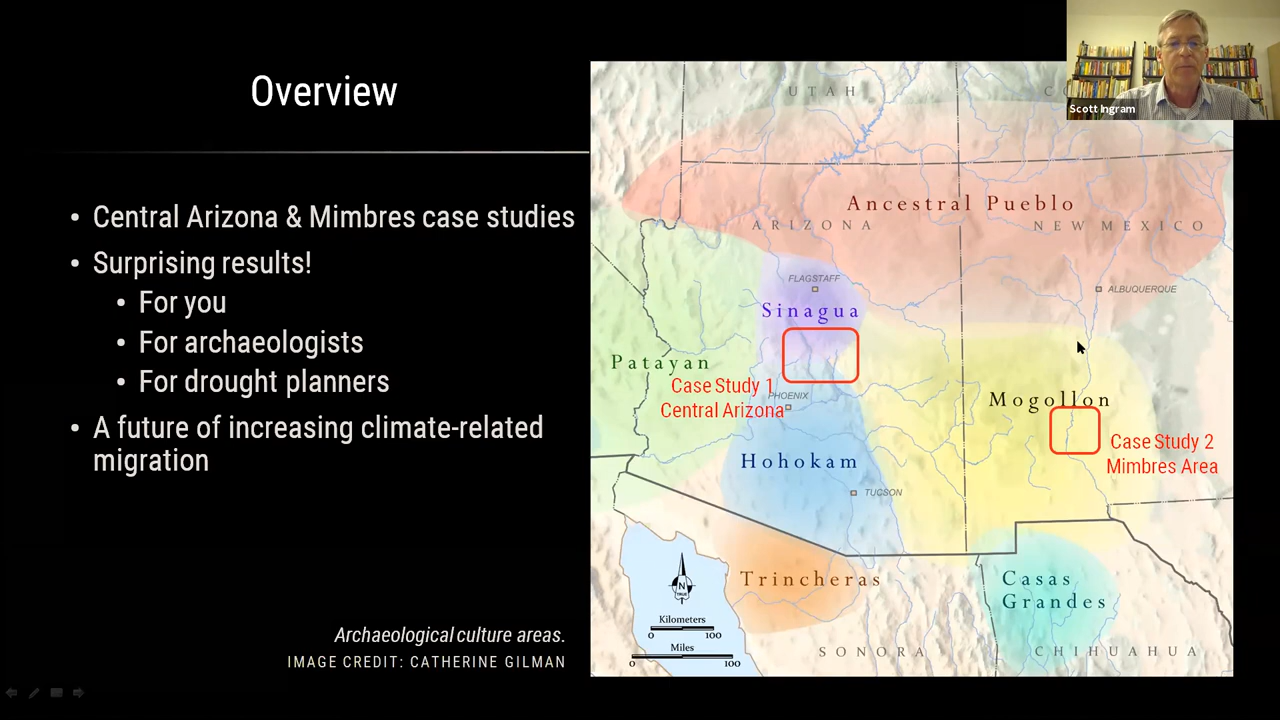 Overview
• Central Arizona & Mimbres case studies
• Surprising results!
• For you
• For archaeologists
• For drought planners
• A future of increasing climate-related
migration
Archaeological culture areas.
IMAGE CREDIT: CATHERINE GILMAN
Scott Ingram
UTAH
CO
Ancestral Pueblo
ARIZONA
NEW MEXICO
FLAGSTAFF
ALBUQUERQUE
Sinagua
Patayan
Case Study 1
Central Arizona
PHOENIX
Mogollon
Case Study 2
Mimbres Area
Hohokam
TUCSON
Trincheras
Casas
Grandes
N
TRUE
Kilometers
0 100
Miles
0 100
SONORA
CHIHUAHUA